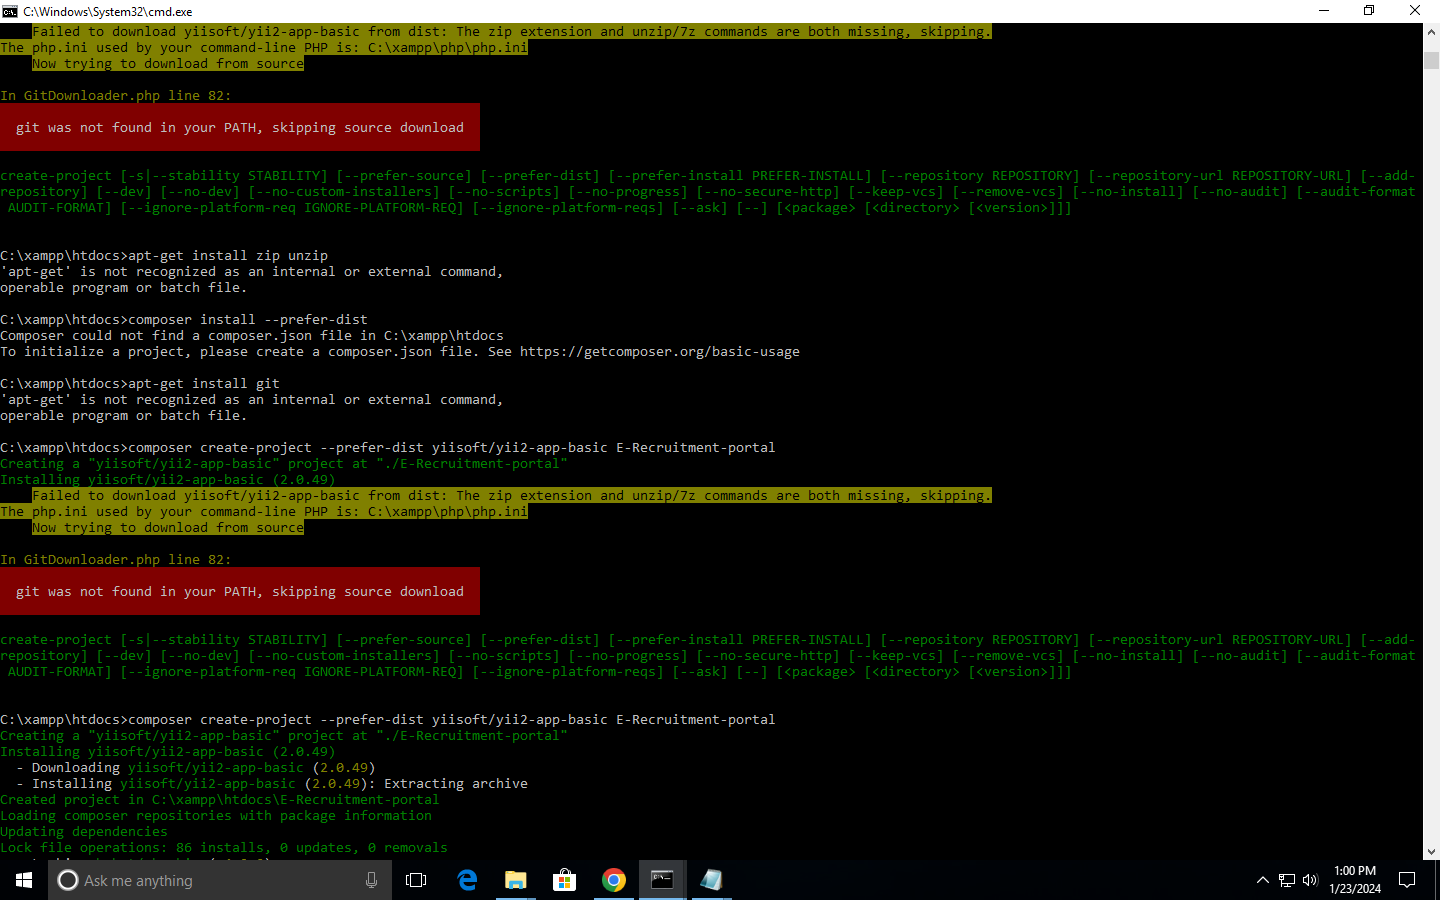 C:\Windows\System32\cmd.exe
Failed to download yiisoft/yii2-app-basic from dist: The zip extension and unzip/7z commands are both missing, skipping.
The php.ini used by your command-line PHP is: C:\xampp\php\php.ini
Now trying to download from source
In GitDownloader.php line 82:
git was not found in your PATH, skipping source download
create-project [-s|--stability STABILITY] [--prefer-source] [--prefer-dist] [--prefer-install PREFER-INSTALL] [--repository REPOSITORY] [--repository-url REPOSITORY-URL] [--add-
repository] [--dev] [--no-dev] [--no-custom-installers] [--no-scripts] [--no-progress] [--no-secure-http] [--keep-vcs] [--remove-vcs] [--no-install] [--no-audit] [--audit-format
AUDIT-FORMAT] [--ignore-platform-req IGNORE-PLATFORM-REQ] [--ignore-platform-reqs] [--ask] [--] [<package> [<directory> [<version>]]]
C:\xampp\htdocs>apt-get install zip unzip
'apt-get' is not recognized as an internal or external command,
operable program or batch file.
C:\xampp\htdocs>composer install --prefer-dist
Composer could not find a composer.json file in C:\xampp\htdocs
To initialize a project, please create a composer.json file. See https://getcomposer.org/basic-usage
C:\xampp\htdocs>apt-get install git
'apt-get' is not recognized as an internal or external command,
operable program or batch file.
C:\xampp\htdocs>composer create-project --prefer-dist yiisoft/yii2-app-basic E-Recruitment-portal
Creating a "yiisoft/yii2-app-basic" project at "./E-Recruitment-portal"
Installing yiisoft/yii2-app-basic (2.0.49)
Failed to download yiisoft/yii2-app-basic from dist: The zip extension and unzip/7z commands are both missing, skipping.
The php.ini used by your command-line PHP is: C:\xampp\php\php.ini
Now trying to download from source
In GitDownloader.php line 82:
git was not found in your PATH, skipping source download
create-project [-s|--stability STABILITY] [--prefer-source] [--prefer-dist] [--prefer-install PREFER-INSTALL] [--repository REPOSITORY] [--repository-url REPOSITORY-URL] [--add-
repository] [--dev] [--no-dev] [--no-custom-installers] [--no-scripts] [--no-progress] [--no-secure-http] [--keep-vcs] [--remove-vcs] [--no-install] [--no-audit] [--audit-format
AUDIT-FORMAT] [--ignore-platform-req IGNORE-PLATFORM-REQ] [--ignore-platform-reqs] [--ask] [--] [<package> [<directory> [<version>]]]
C:\xampp\htdocs>composer create-project --prefer-dist yiisoft/yii2-app-basic E-Recruitment-portal
Creating a "yiisoft/yii2-app-basic" project at "./E-Recruitment-portal"
Installing yiisoft/yii2-app-basic (2.0.49)
- Downloading yiisoft/yii2-app-basic (2.0.49)
- Installing yiisoft/yii2-app-basic (2.0.49): Extracting archive
Created project in C:\xampp\htdocs\E-Recruitment-portal
Loading composer repositories with package information
Updating dependencies
Lock file operations: 86 installs, 0 updates, 0 removals
Ask me anything
1:00 PM
1/23/2024